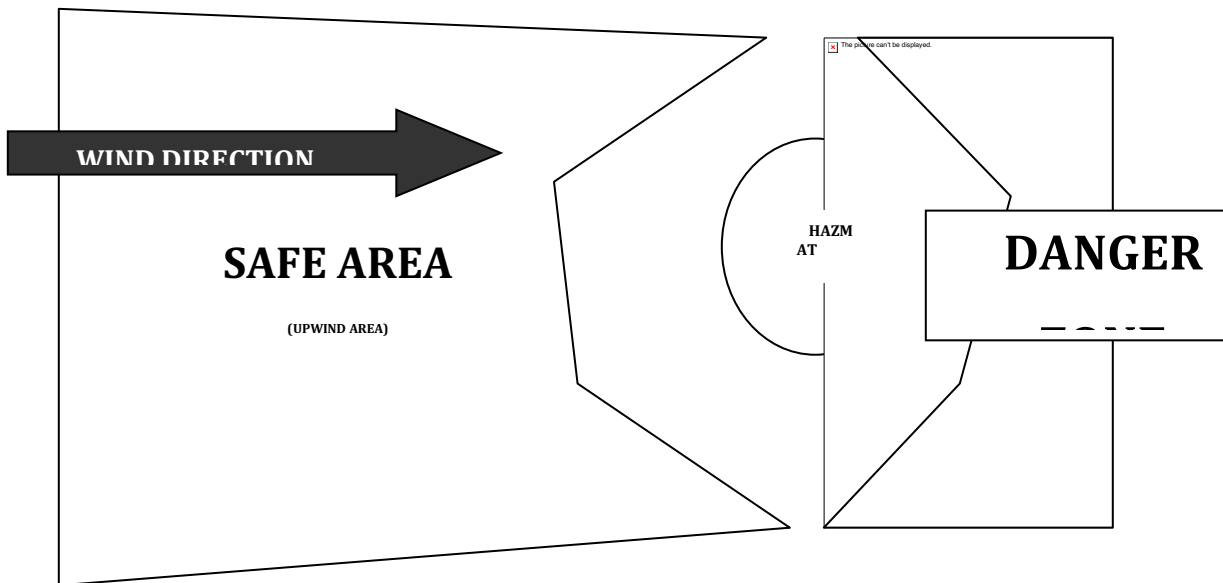 The picture can't be displayed.
WIND DIRECTION
HAZM
AT
DANGER
SAFE AREA
(UPWIND AREA)